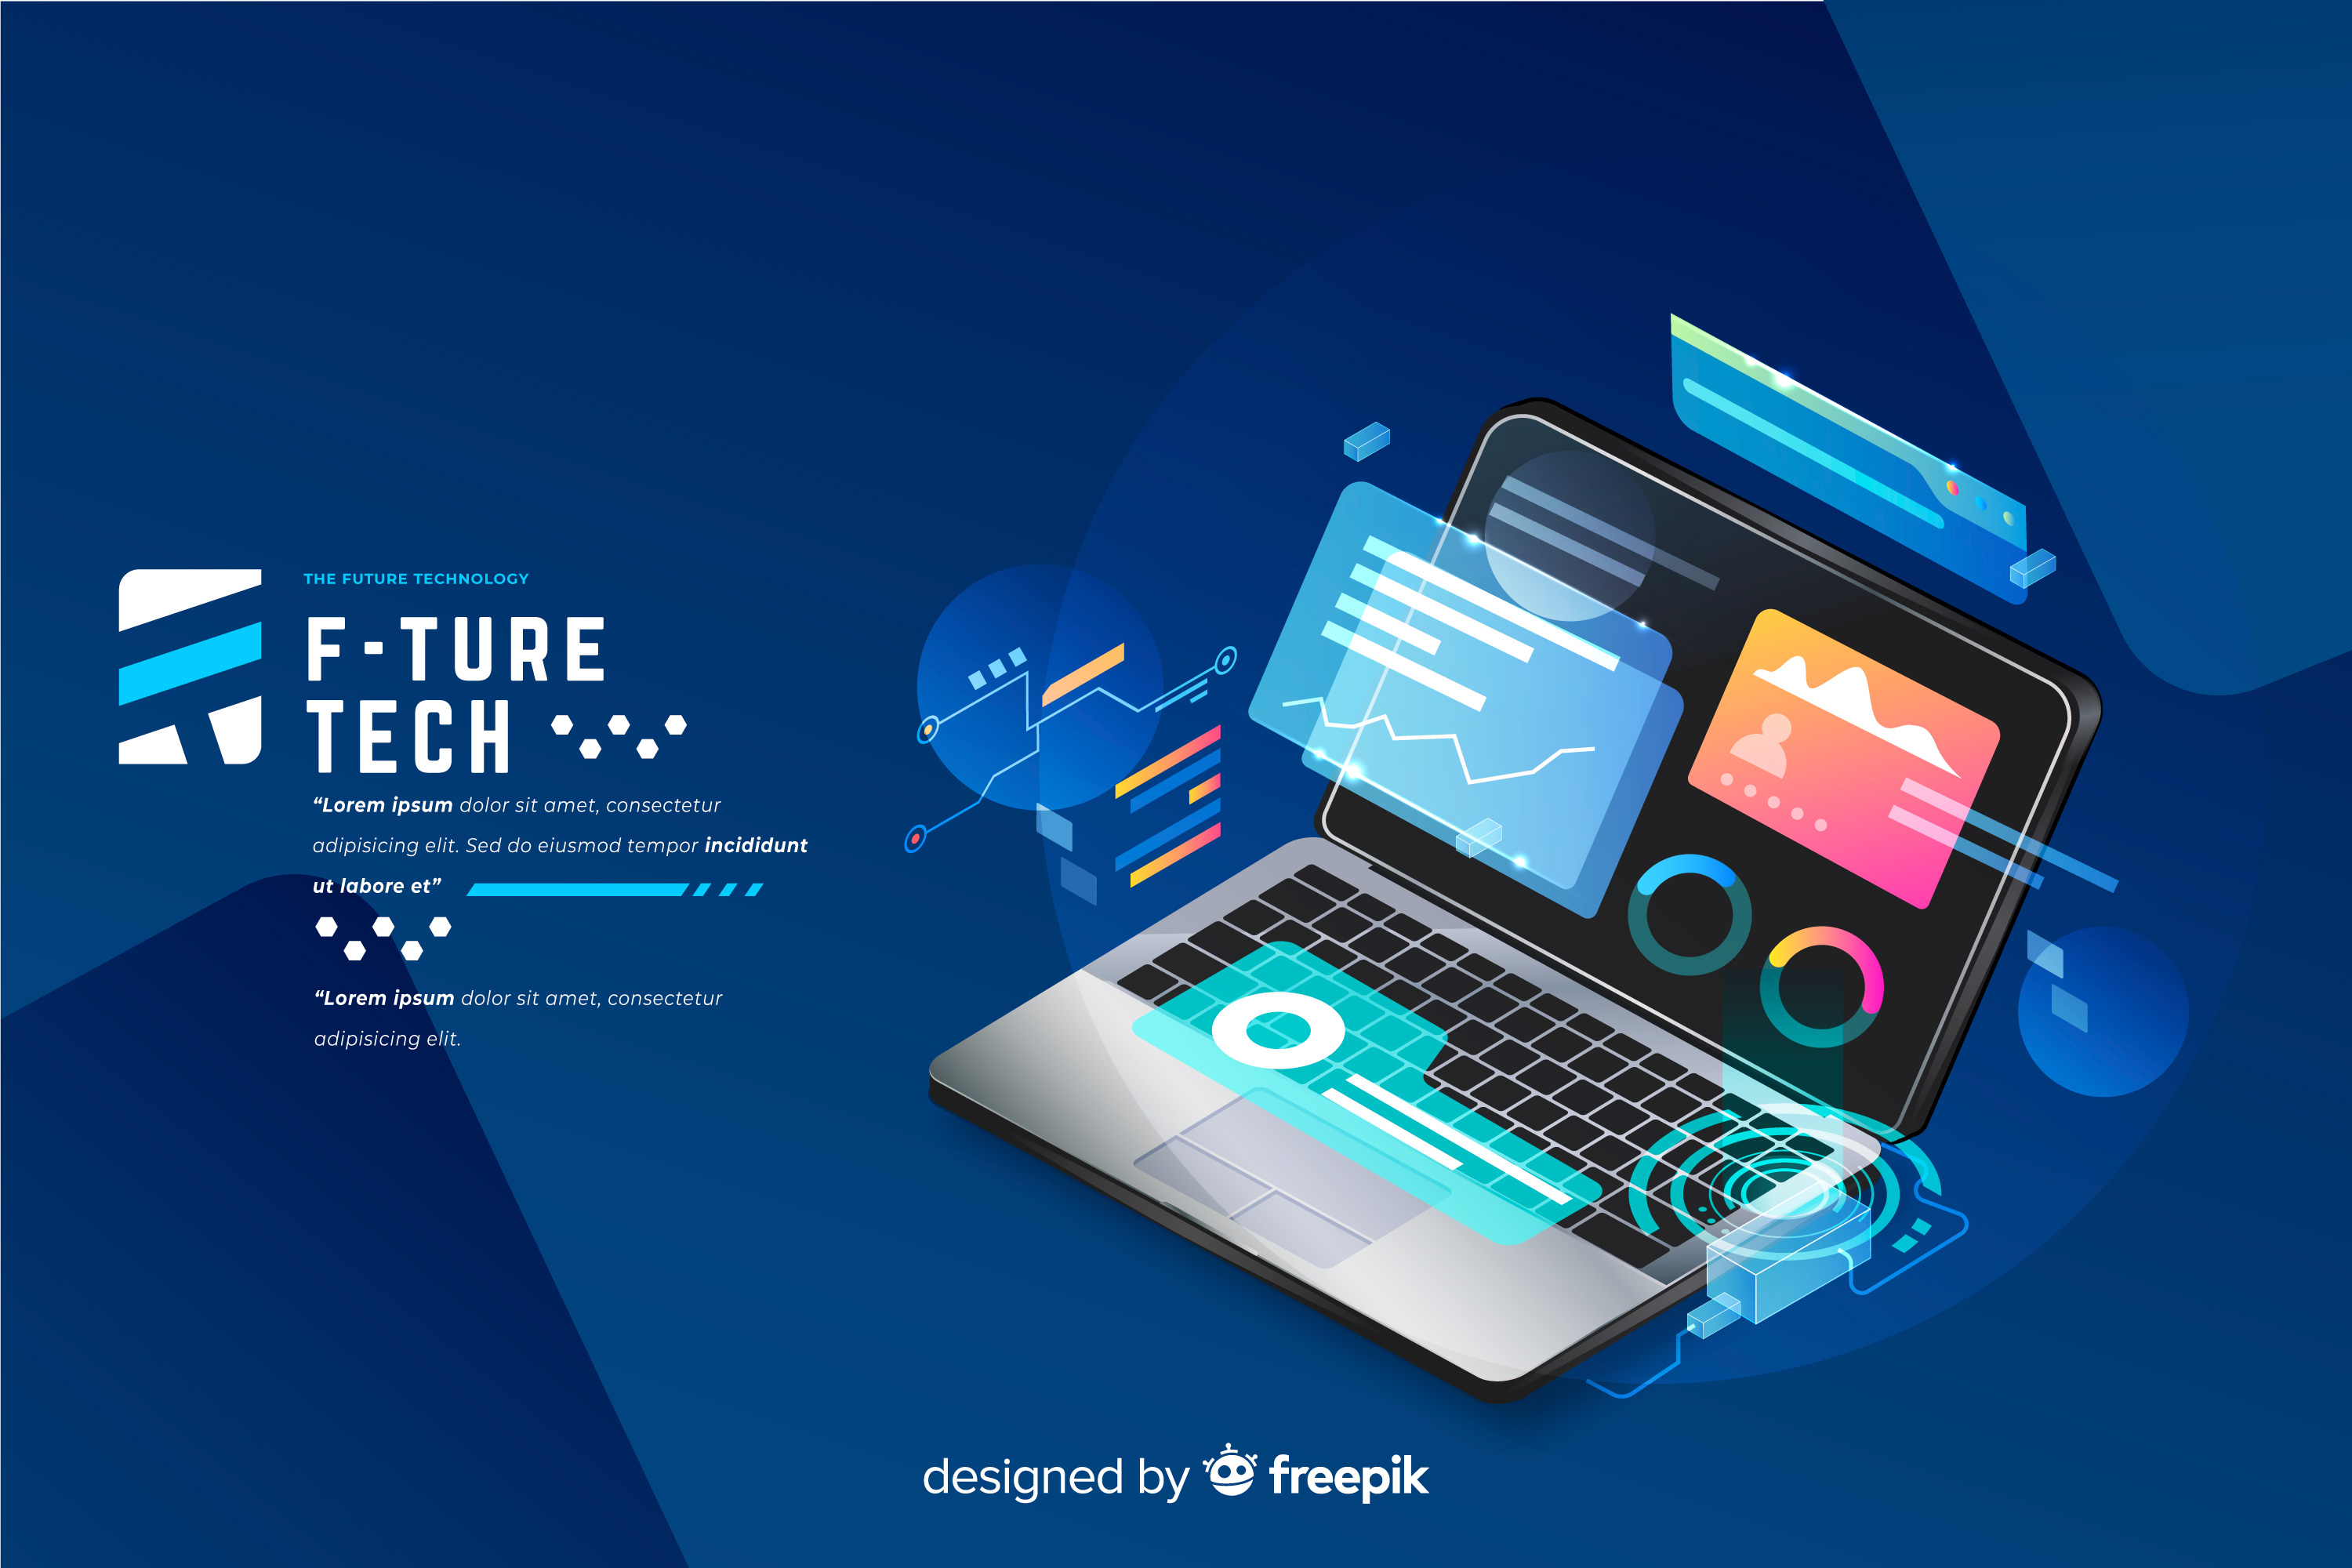 THE FUTURE TECHNOLOGY
F-TURE
TECH
“Lorem ipsum dolor sit amet, consectetur
adipisicing elit. Sed do eiusmod tempor incididunt
ut labore et”
“Lorem ipsum dolor sit amet, consectetur
adipisicing elit.
designed by freepik